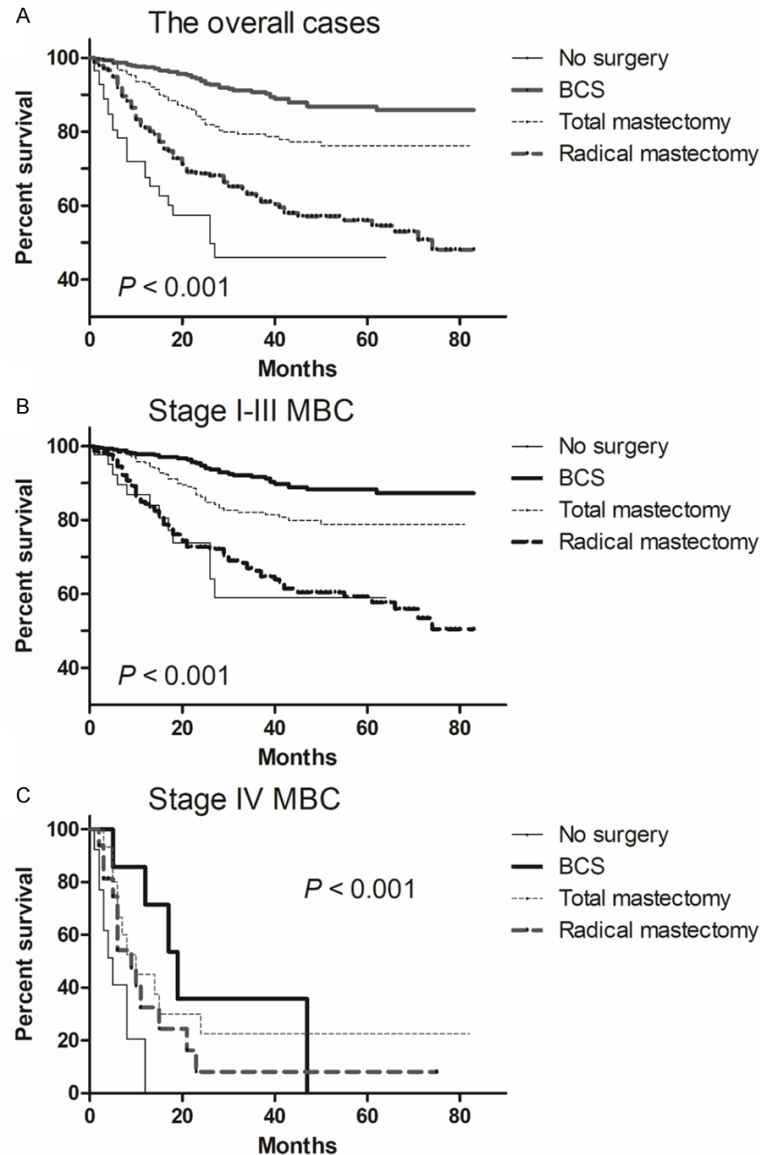 A
The overall cases
Percent survival
100
80
60
40
P < 0.001
0 20 40 60 80
Months
No surgery
BCS
Total mastectomy
Radical mastectomy
B
Stage I-III MBC
Percent survival
100
80
60
40
P < 0.001
0 20 40 60 80
Months
No surgery
BCS
Total mastectomy
Radical mastectomy
C
Stage IV MBC
Percent survival
100
80
60
40
20
0
P < 0.001
0 20 40 60 80
Months
No surgery
BCS
Total mastectomy
Radical mastectomy